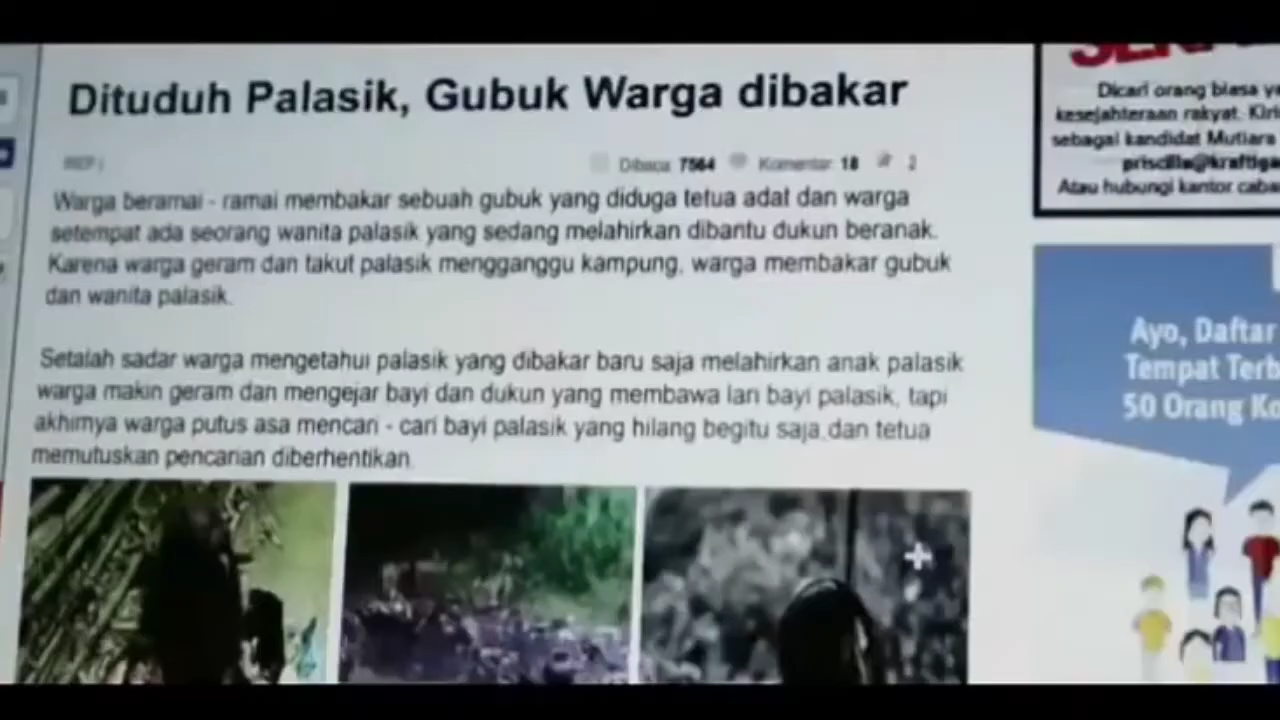 Dituduh Palasik, Gubuk Warga dibakar
Dibaca 7564 Komentar 18 2
Warga beramai - ramai membakar sebuah gubuk yang diduga tetua adat dan warga
setempat ada seorang wanita palasik yang sedang melahirkan dibantu dukun beranak.
Karena warga geram dan takut palasik mengganggu kampung, warga membakar gubuk
dan wanita palasik.
Setalah sadar warga mengetahui palasik yang dibakar baru saja melahirkan anak palasik
warga makin geram dan mengejar bayi dan dukun yang membawa lari bayi palasik, tapi
akhirnya warga putus asa mencari - cari bayi palasik yang hilang begitu saja,dan tetua
memutuskan pencarian diberhentikan.
Dicari orang biasa
kesejahteraan rakyat.
sebagai kandidat Mutiara
Atau hubungi kantor
Ayo, Daftar
Tempat
50 Orang